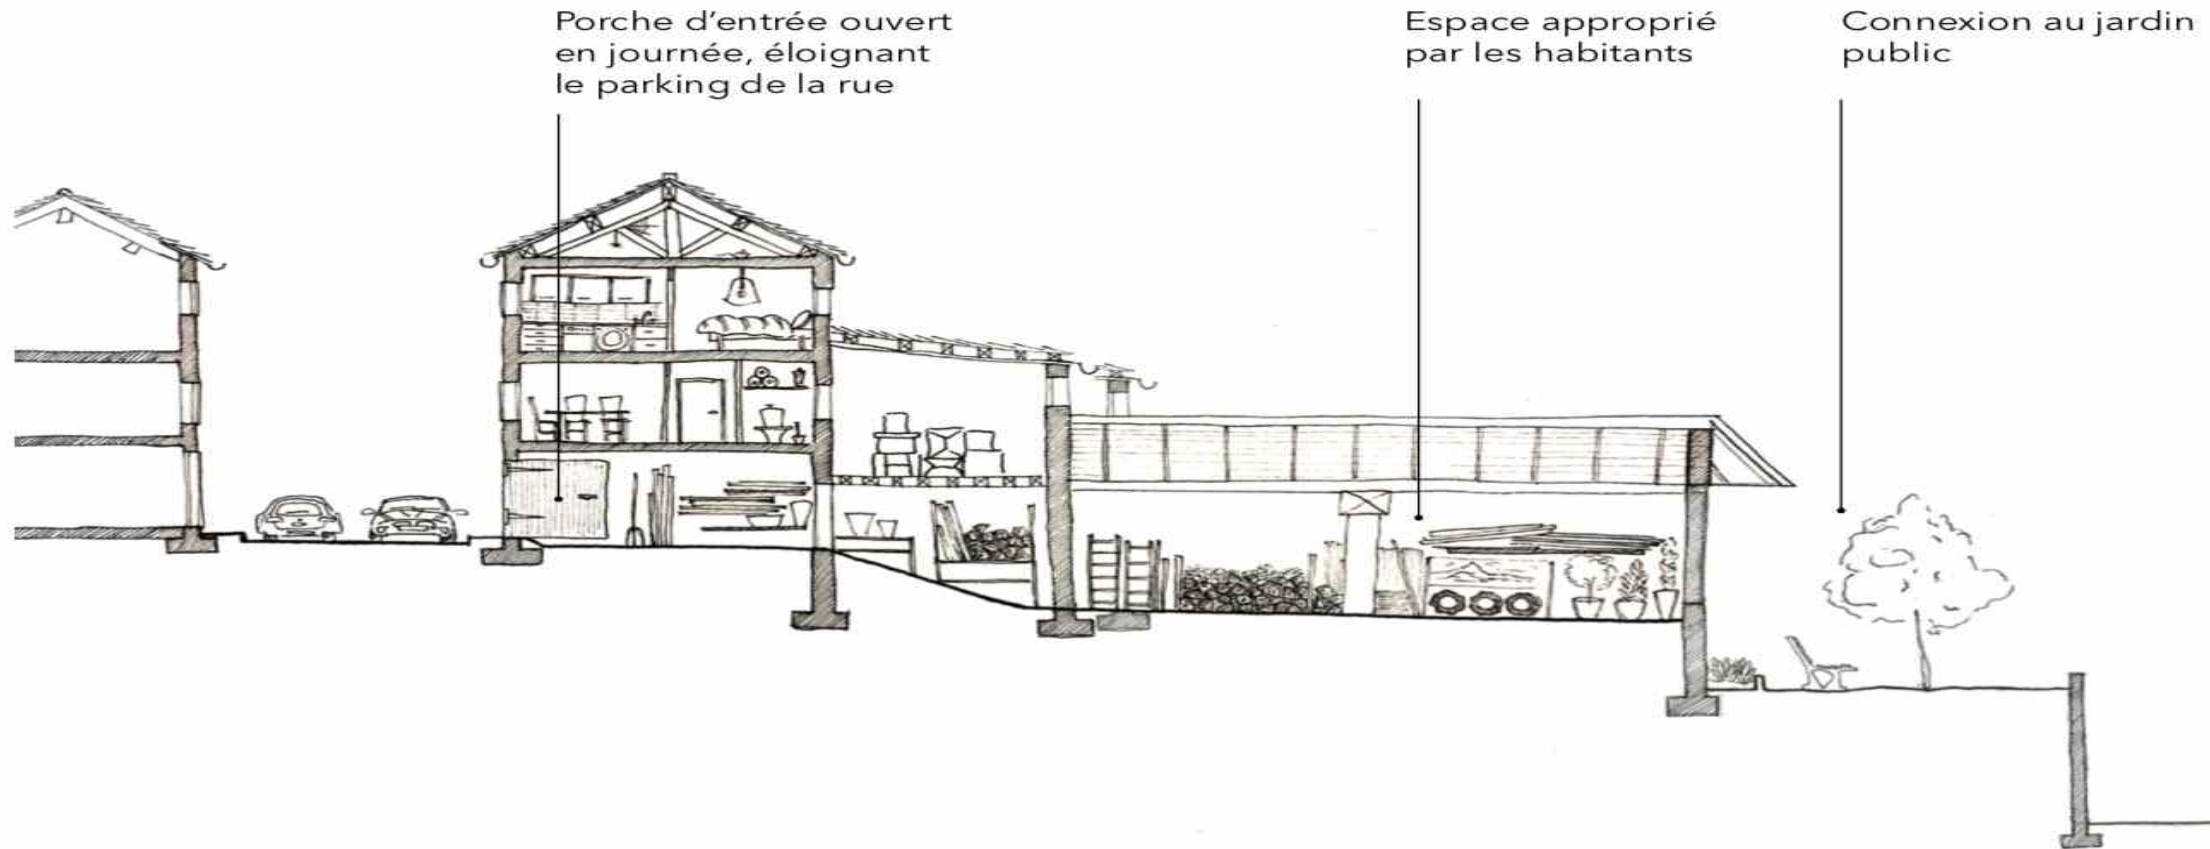 Porche d'entrée ouvert
en journée, éloignant
le parking de la rue
Espace approprié
par les habitants
Connexion au jardin
public